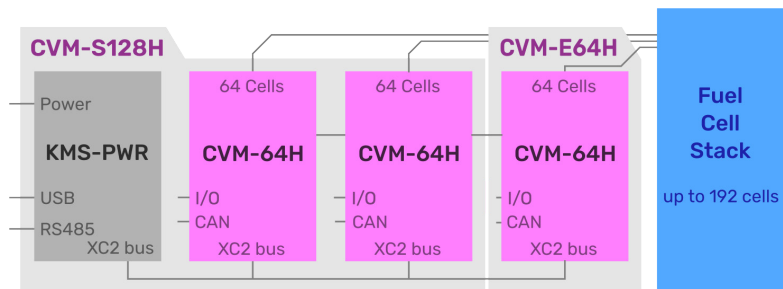 CVM-S128H
CVM-E64H
64 Cells
64 Cells
64 Cells
Power
KMS-PWR
CVM-64H
CVM-64H
CVM-64H
Fuel
Cell
Stack
up to 192 cells
USB
I/O
I/O
I/O
RS485
CAN
CAN
CAN
XC2 bus
XC2 bus
XC2 bus
XC2 bus